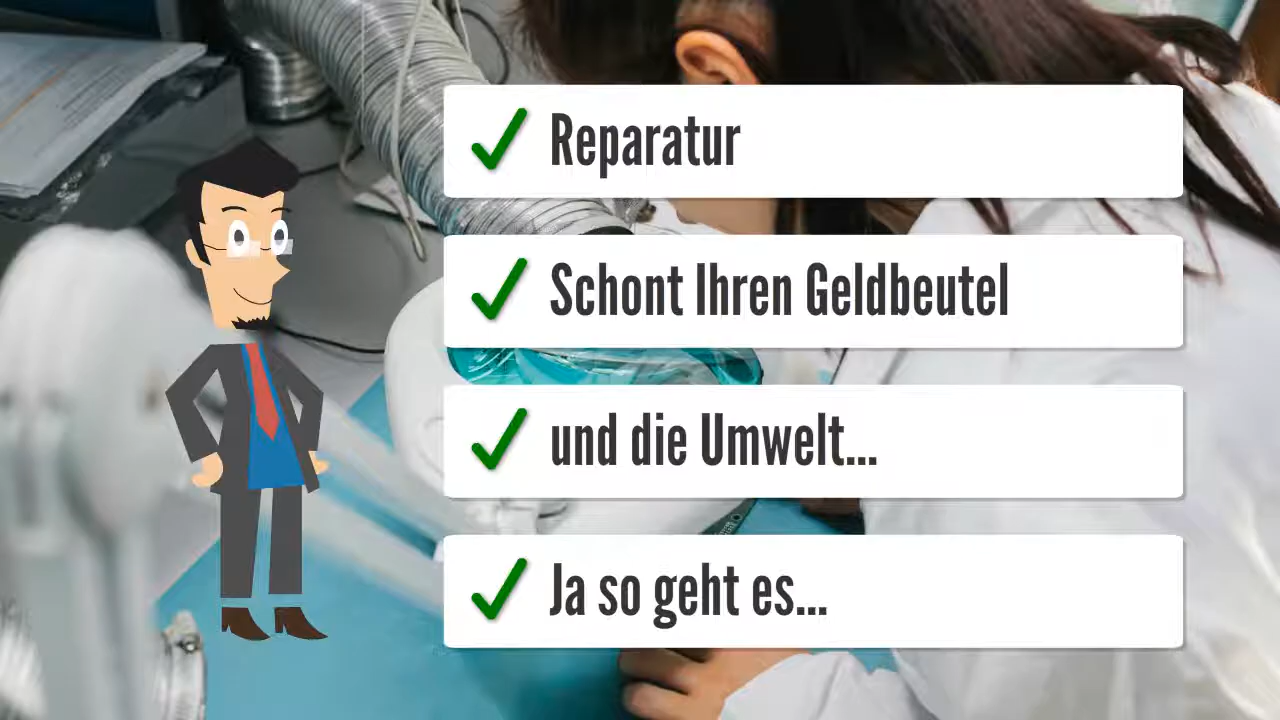 Reparatur
Schont Ihren Geldbeutel
und die Umwelt...
Ja so geht es...